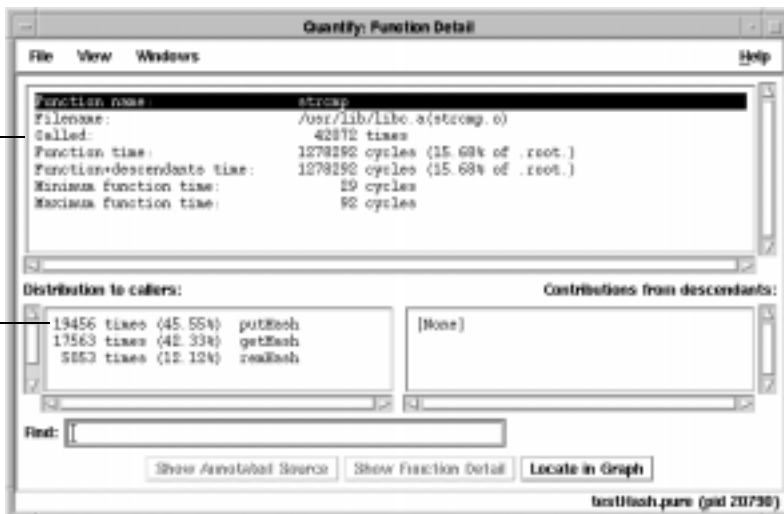 Quantify: Function Detail
File View Windows Help
Function name: strcmp
Filename: /usr/lib/libc.a(strcmp.o)
Called: 42072 times
Function time: 1278292 cycles (15.68% of .root.)
Function+descendants time: 1278292 cycles (15.68% of .root.)
Minimum function time: 29 cycles
Maximum function time: 92 cycles
Distribution to callers: Contributions from descendants:
19456 times (45.55%) putHash
17563 times (42.33%) getHash
5053 times (12.12%) remHash
[None]
Find:
Show Annotated Source Show Function Detail Locate in Graph
testHash.pure (pid 20790)